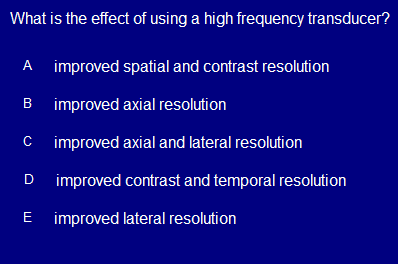 What is the effect of using a high frequency transducer?
A improved spatial and contrast resolution
B improved axial resolution
C improved axial and lateral resolution
D improved contrast and temporal resolution
E improved lateral resolution